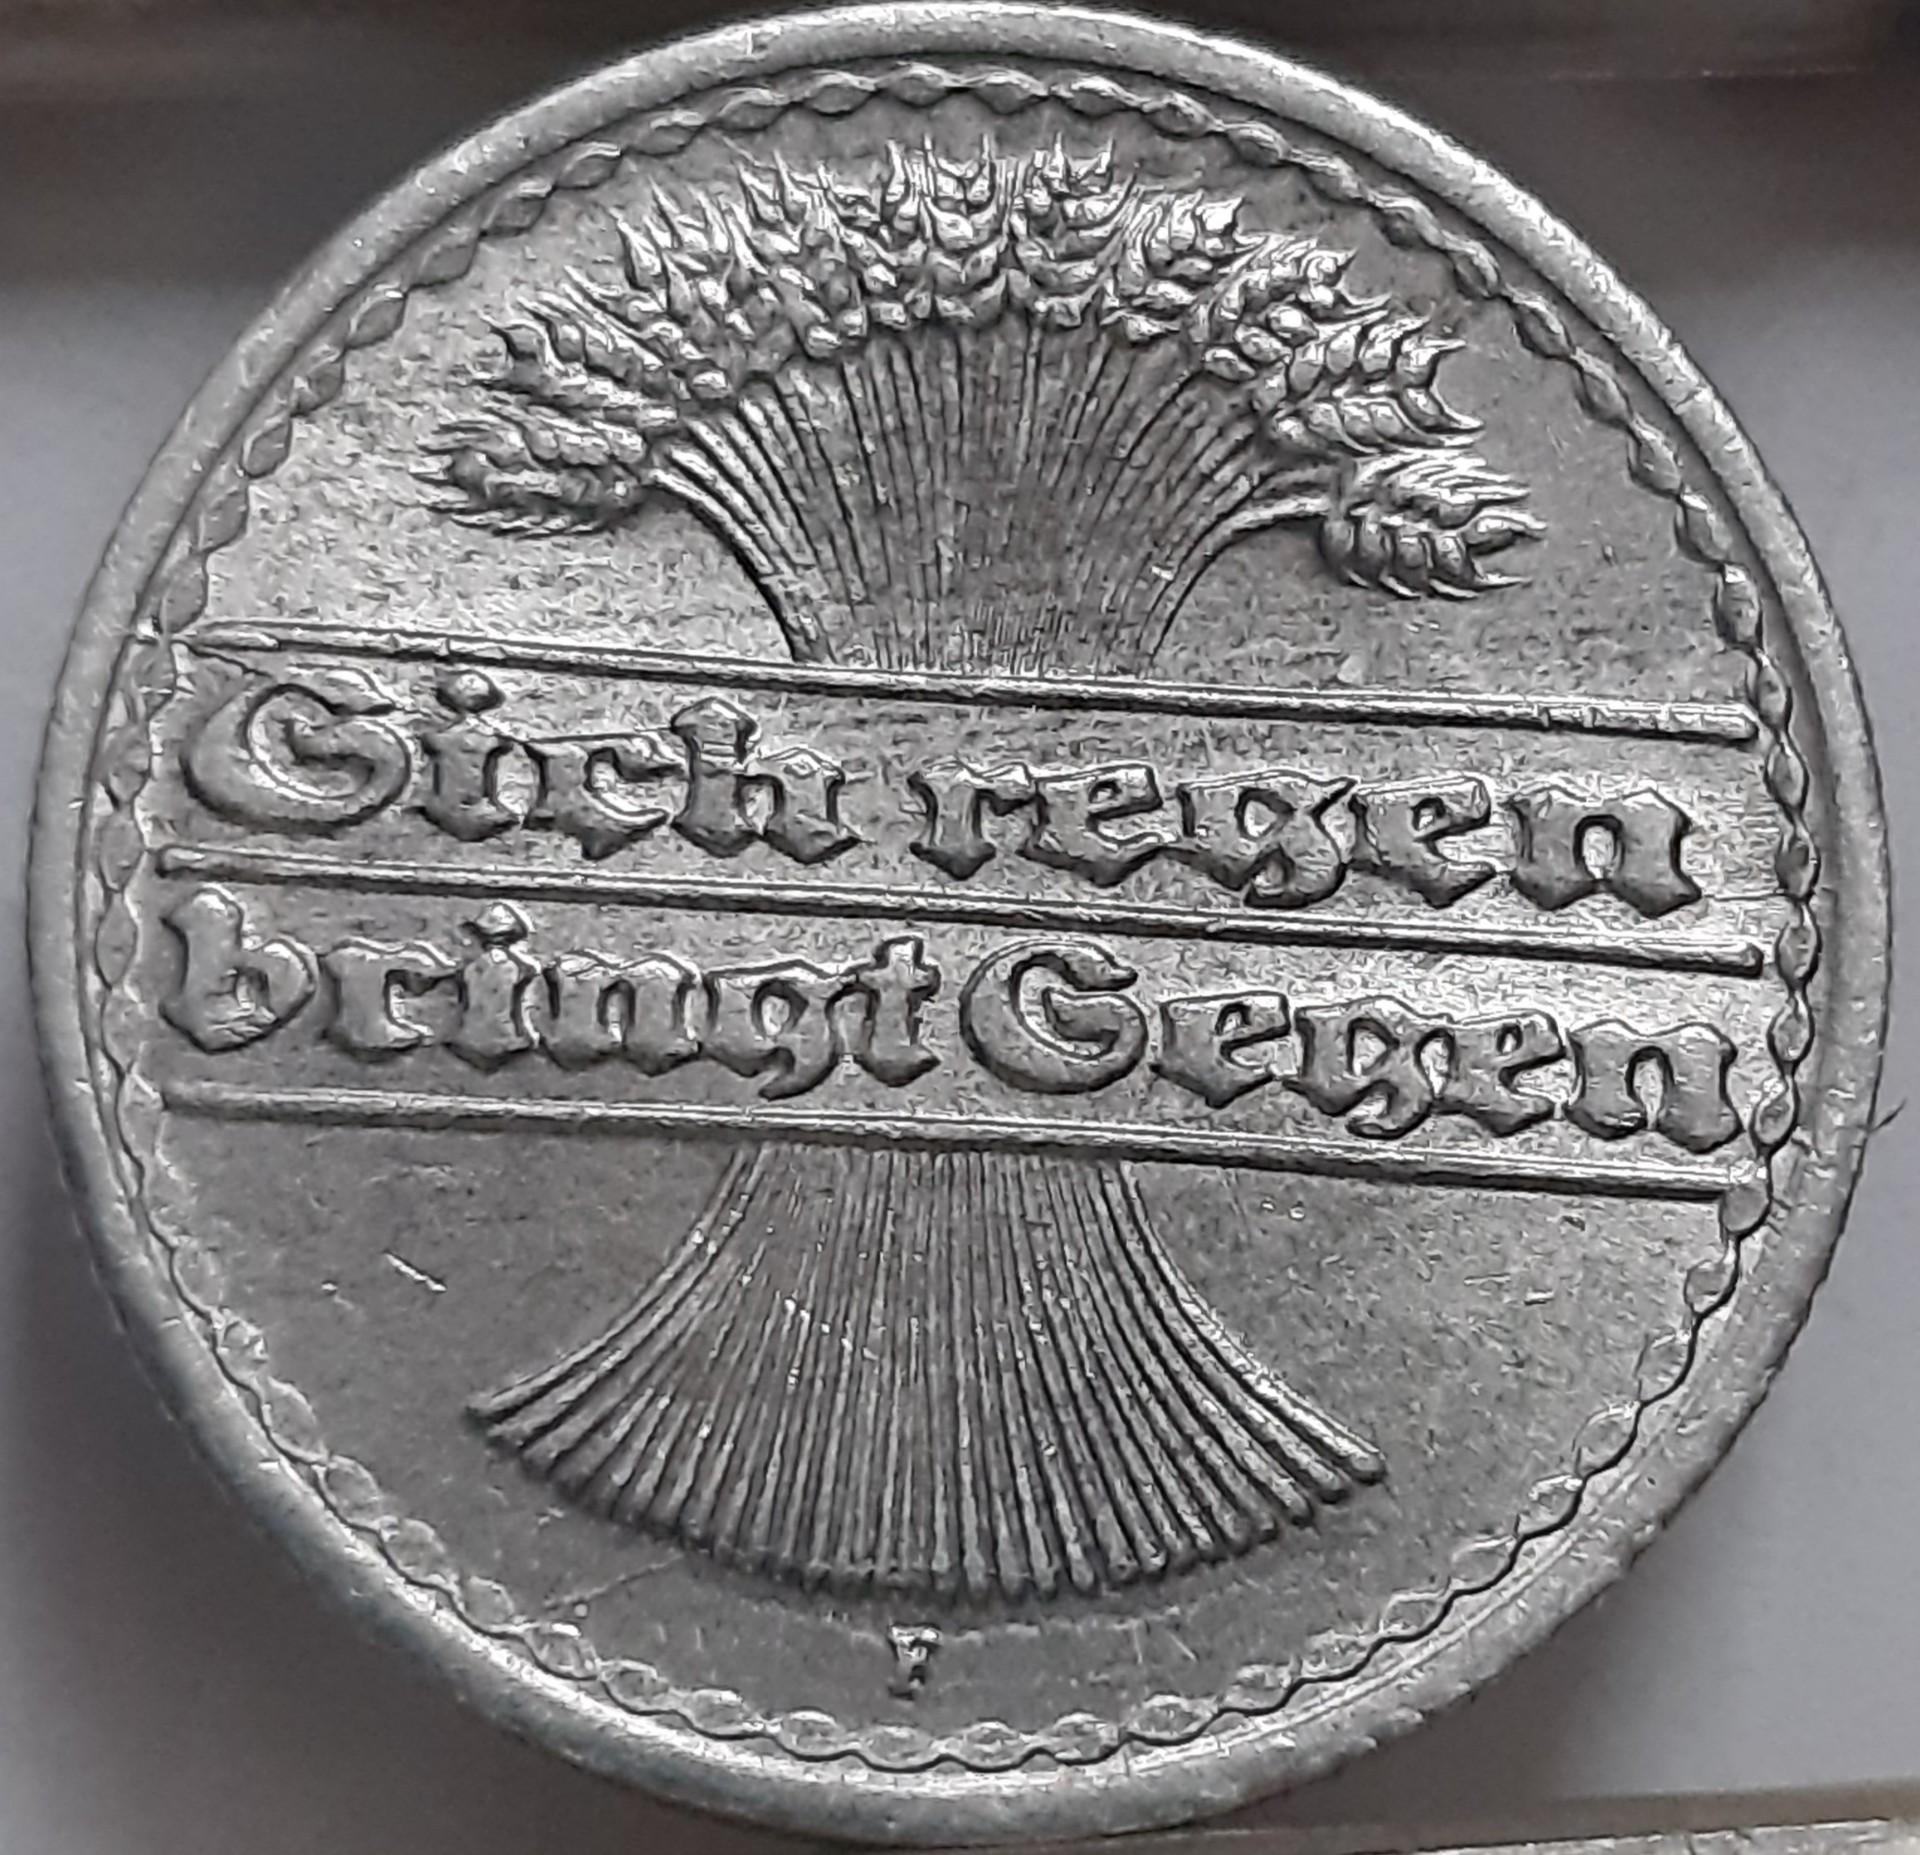 Sich regen
bringt Segen
F